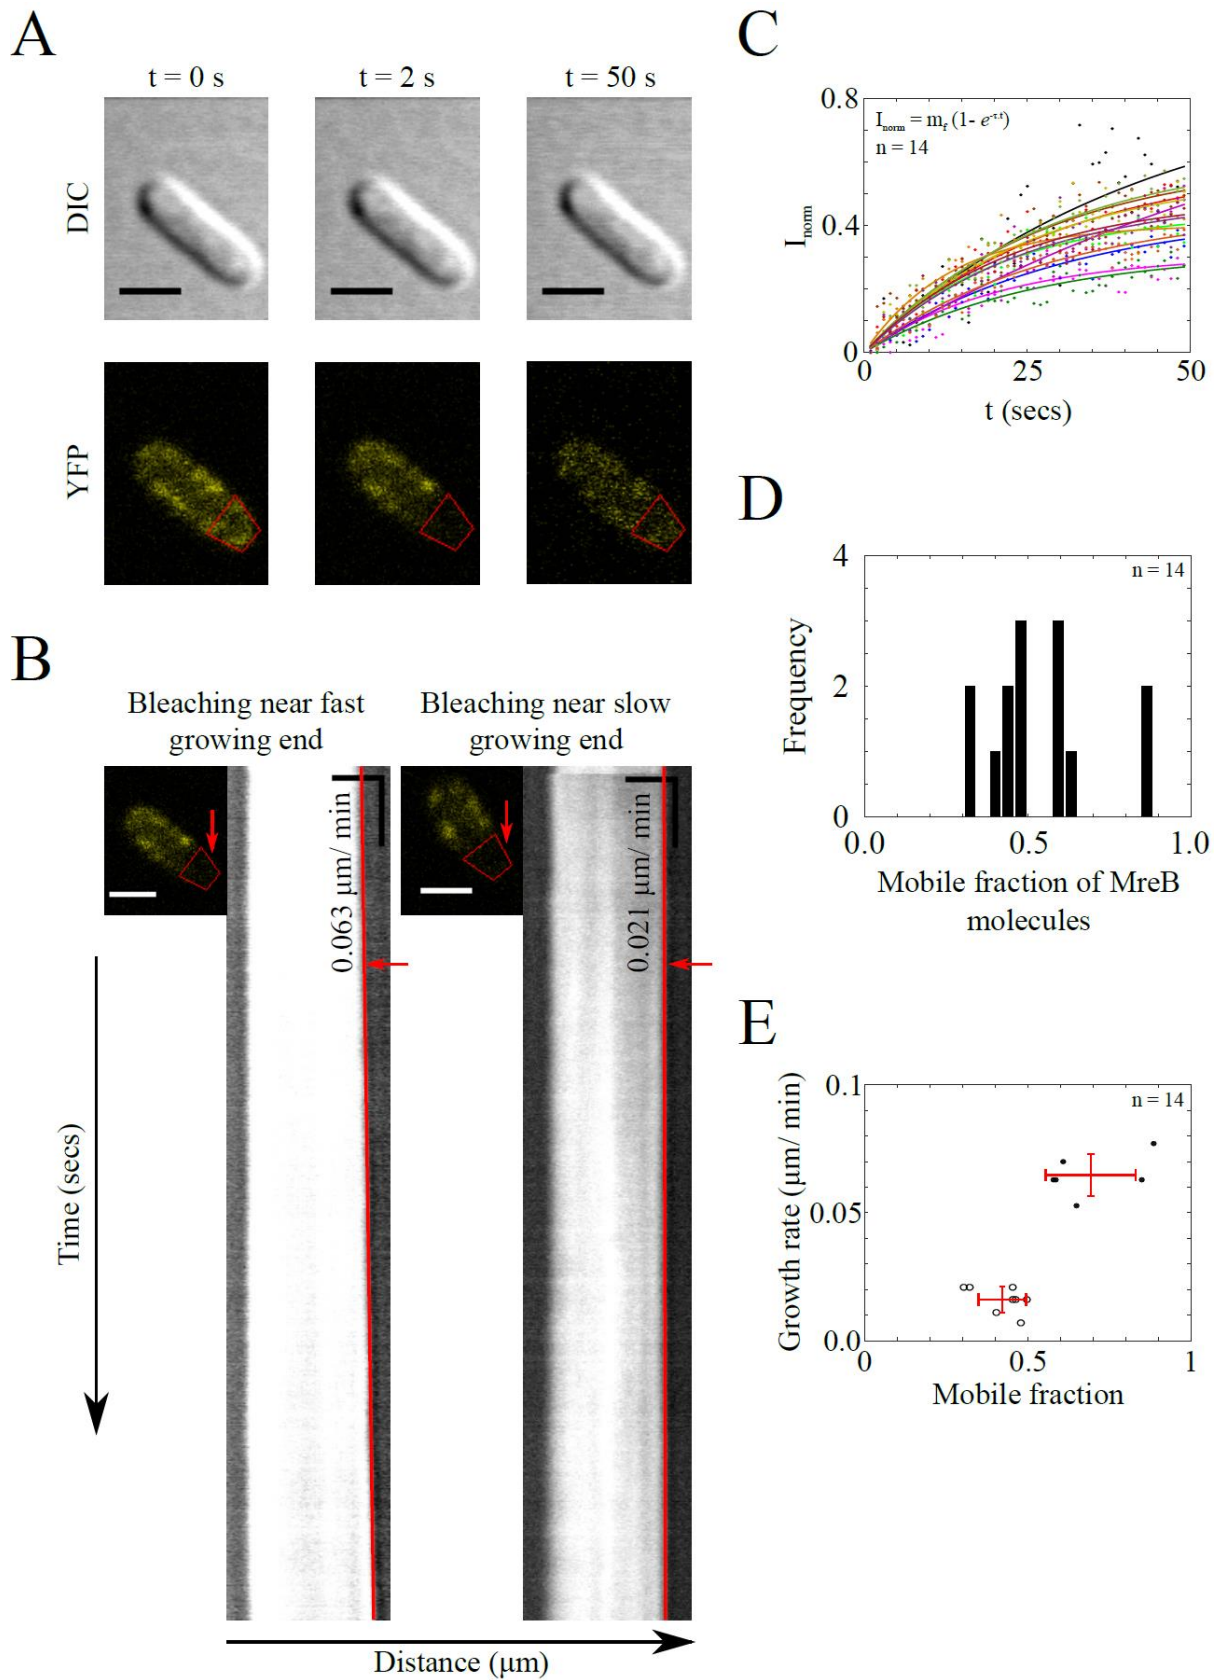 A
t = 0 s
t = 2 s
t = 50 s
DIC
YFP
B
Bleaching near fast
growing end
Bleaching near slow
growing end
0.063 μm/ min
0.021 μm/ min
Time (secs)
Distance (μm)
C
0.8
0.4
0
I_norm = m_f (1- e^-τ.t)
n = 14
I_norm
0
25
50
t (secs)
D
4
2
0
n = 14
Frequency
0.0
0.5
1.0
Mobile fraction of MreB
molecules
E
0.1
0.05
0.0
n = 14
Growth rate (μm/ min)
0
0.5
1
Mobile fraction